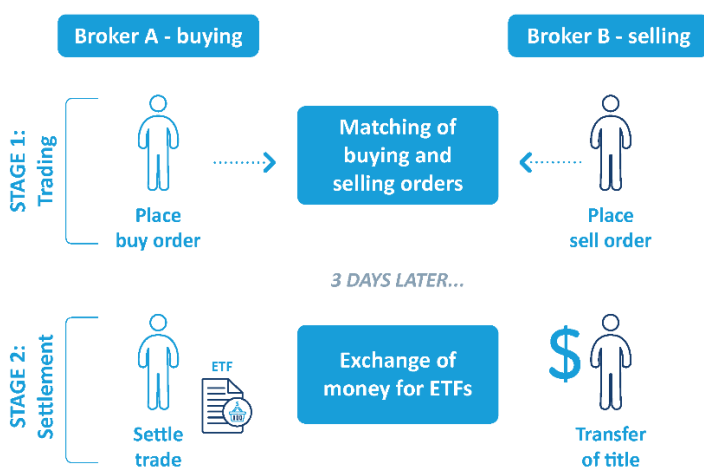 Broker A - buying
Broker B - selling
STAGE 1:
Trading
Matching of
buying and
selling orders
Place
buy order
Place
sell order
3 DAYS LATER...
STAGE 2:
Settlement
ETF
Exchange of
money for ETFs
$
Settle
trade
Transfer
of title